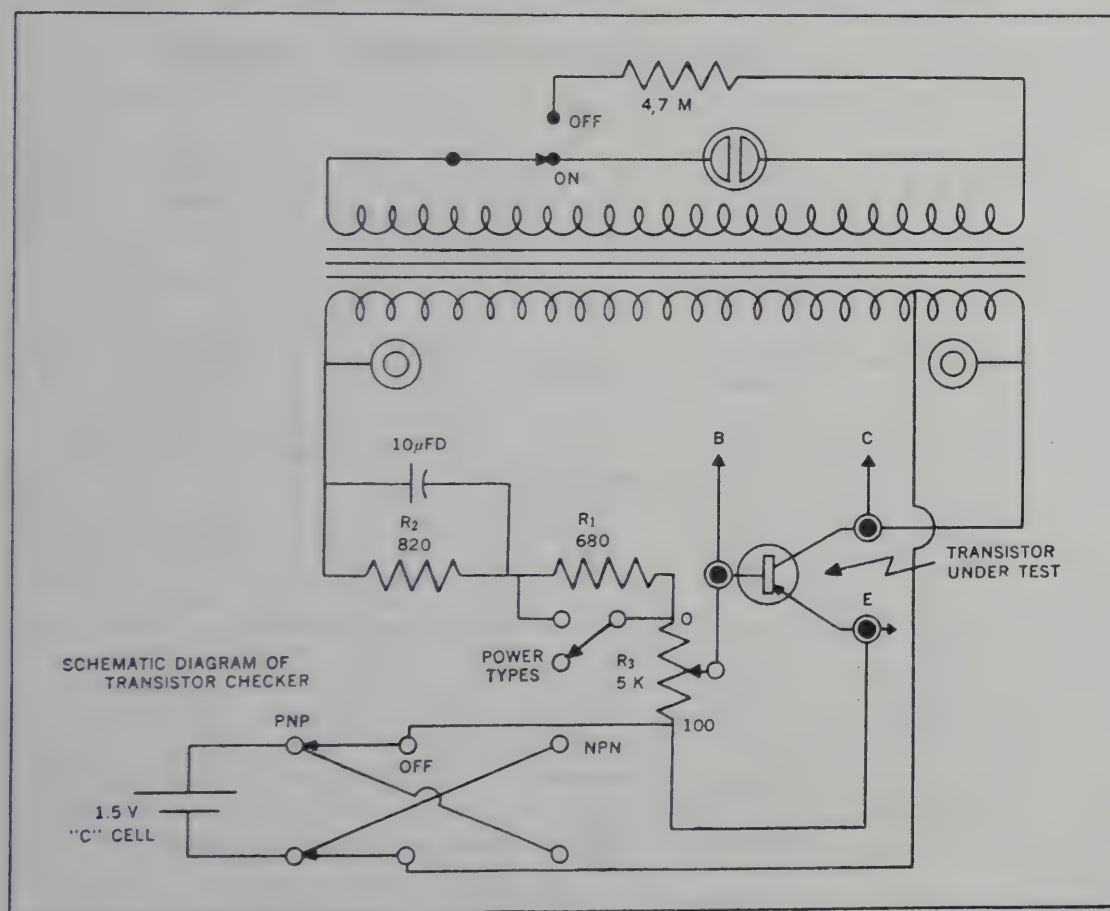 4,7 M
OFF
ON
10µFD
B
C
R2
820
R1
680
TRANSISTOR
UNDER TEST
E
O
SCHEMATIC DIAGRAM OF
TRANSISTOR CHECKER
POWER
TYPES
R3
5 K
PNP
100
OFF
NPN
1.5 V
"C" CELL